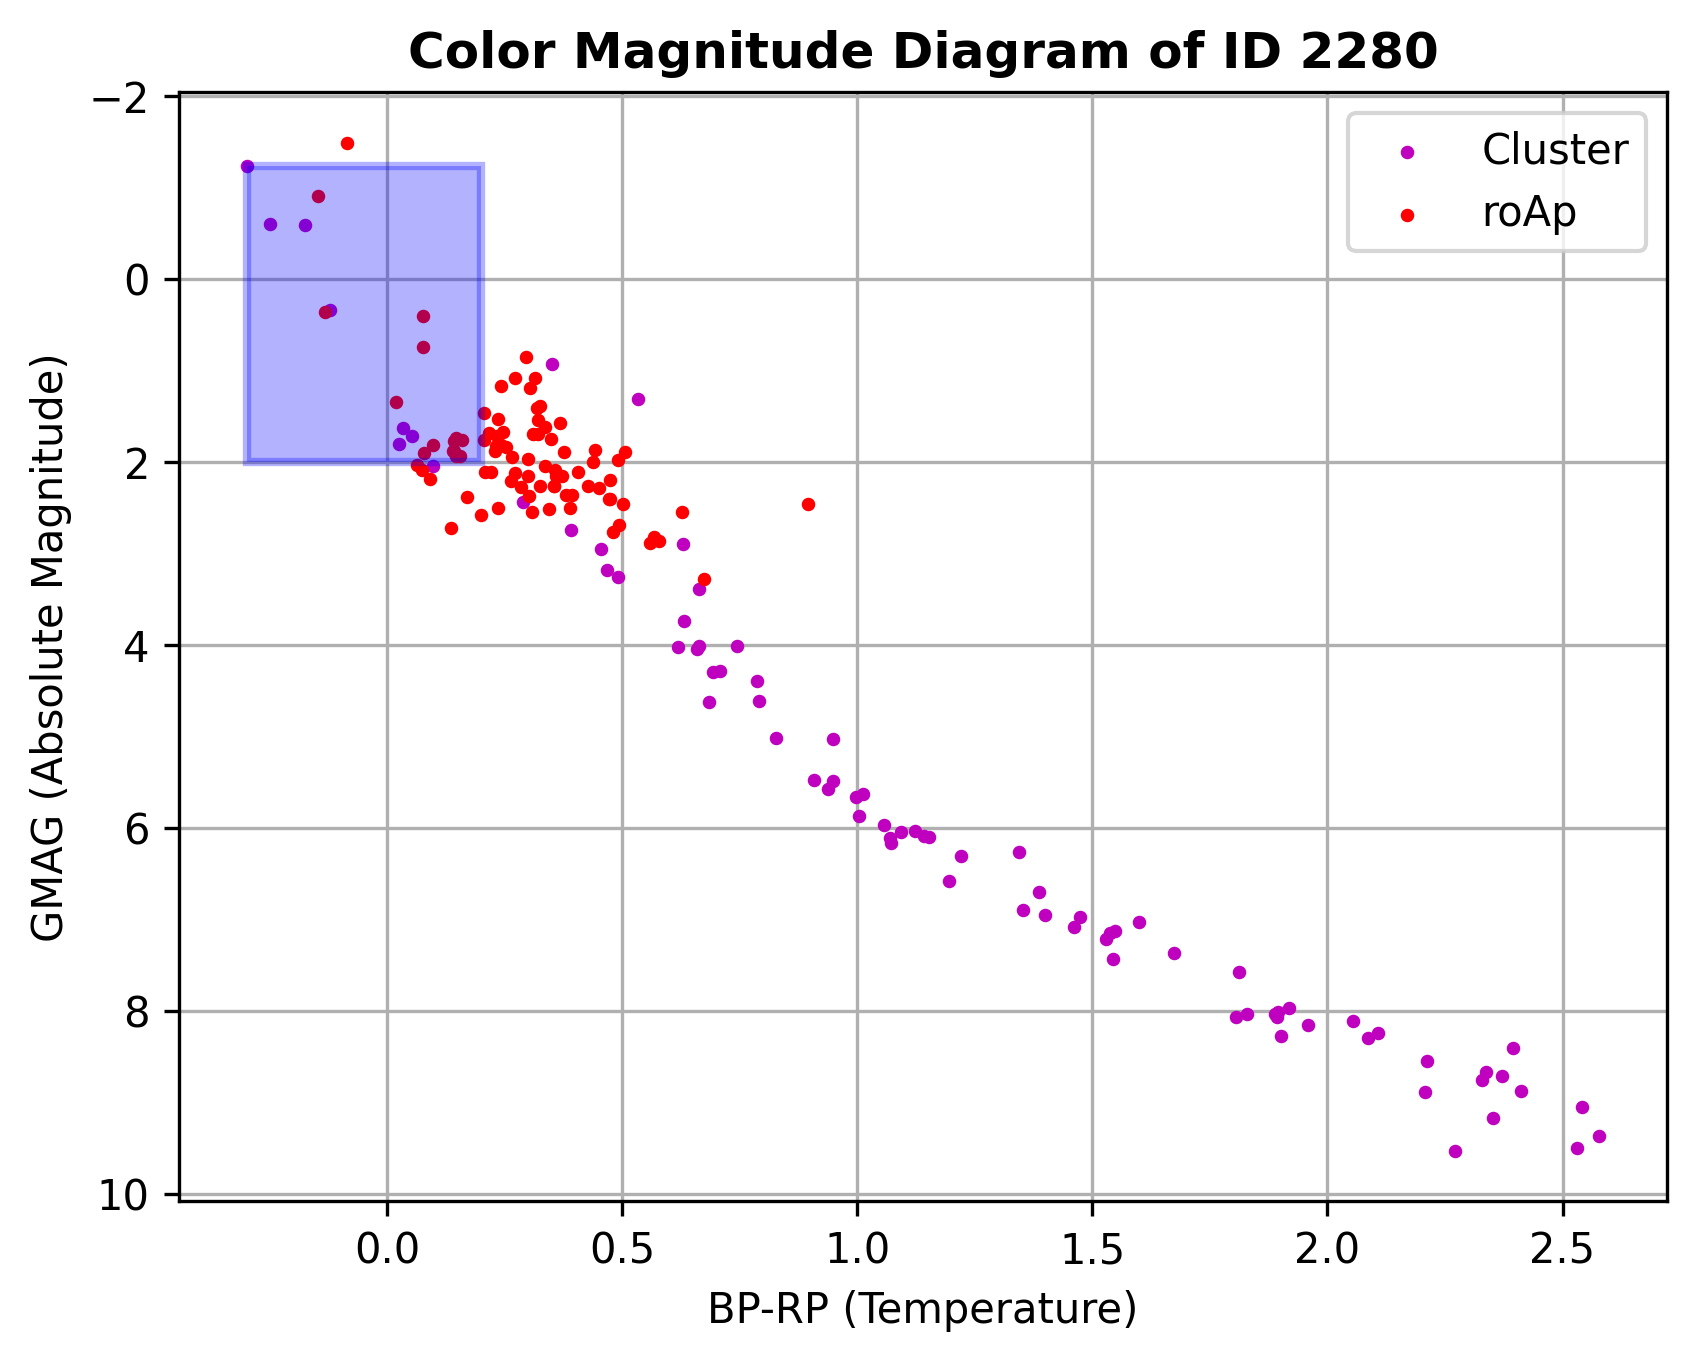 Color Magnitude Diagram of ID 2280
Cluster
roAp
GMAG (Absolute Magnitude)
−2
0
2
4
6
8
10
0.0 0.5 1.0 1.5 2.0 2.5
BP-RP (Temperature)